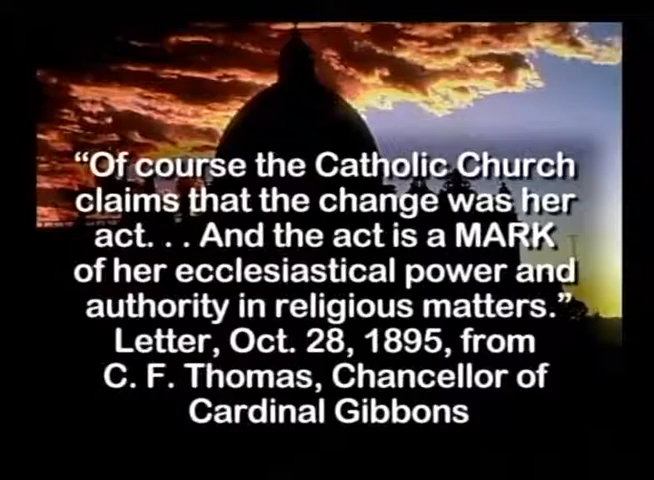 “Of course the Catholic Church
claims that the change was her
act. . . And the act is a MARK
of her ecclesiastical power and
authority in religious matters.”
Letter, Oct. 28, 1895, from
C. F. Thomas, Chancellor of
Cardinal Gibbons